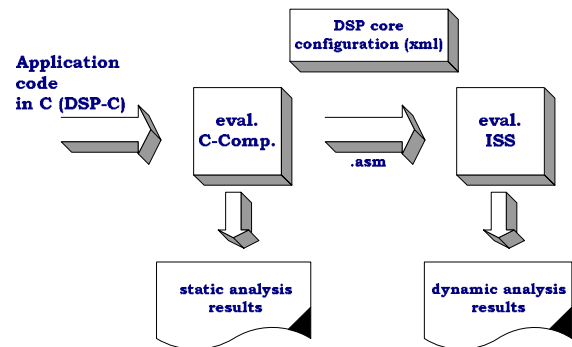 DSP core
configuration (xml)
Application
code
in C (DSP-C)
eval.
C-Comp.
.asm
eval.
ISS
static analysis
results
dynamic analysis
results